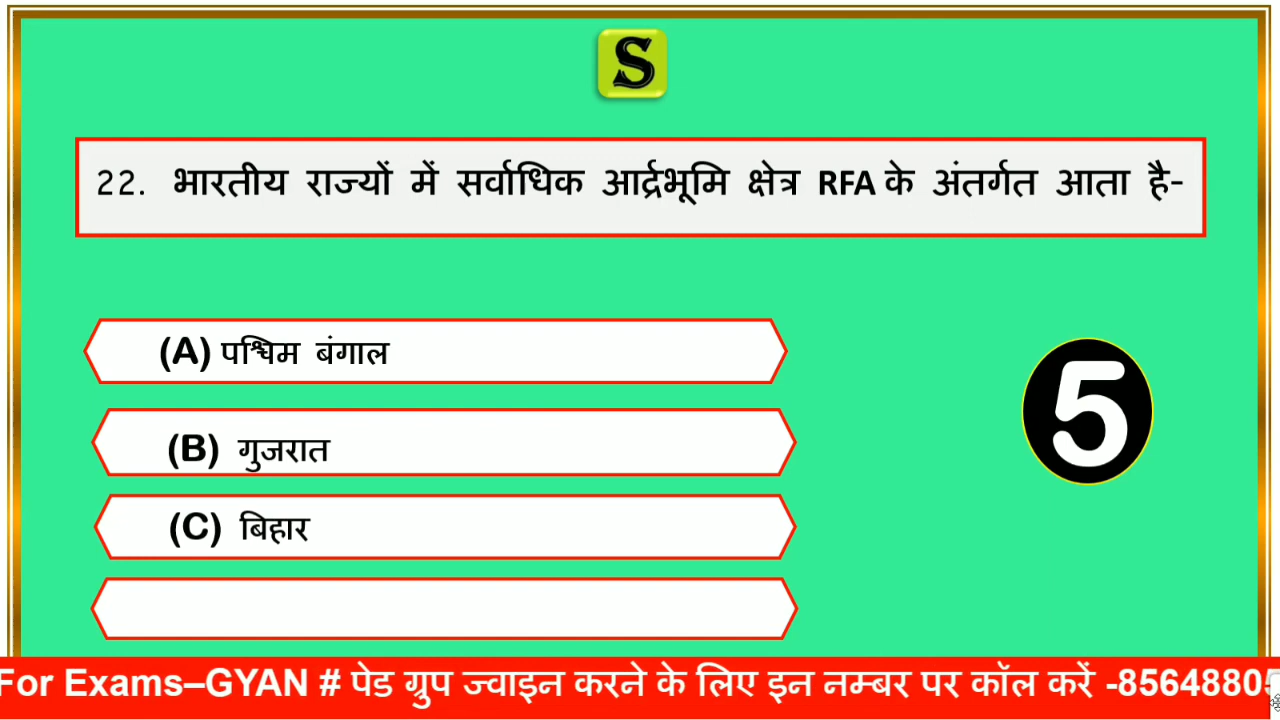 S
22. भारतीय राज्यों में सर्वाधिक आर्द्रभूमि क्षेत्र RFA के अंतर्गत आता है-
(A) पश्चिम बंगाल
(B) गुजरात
5
(C) बिहार
For Exams–GYAN # पेड ग्रुप ज्वाइन करने के लिए इन नम्बर पर कॉल करें -8564880